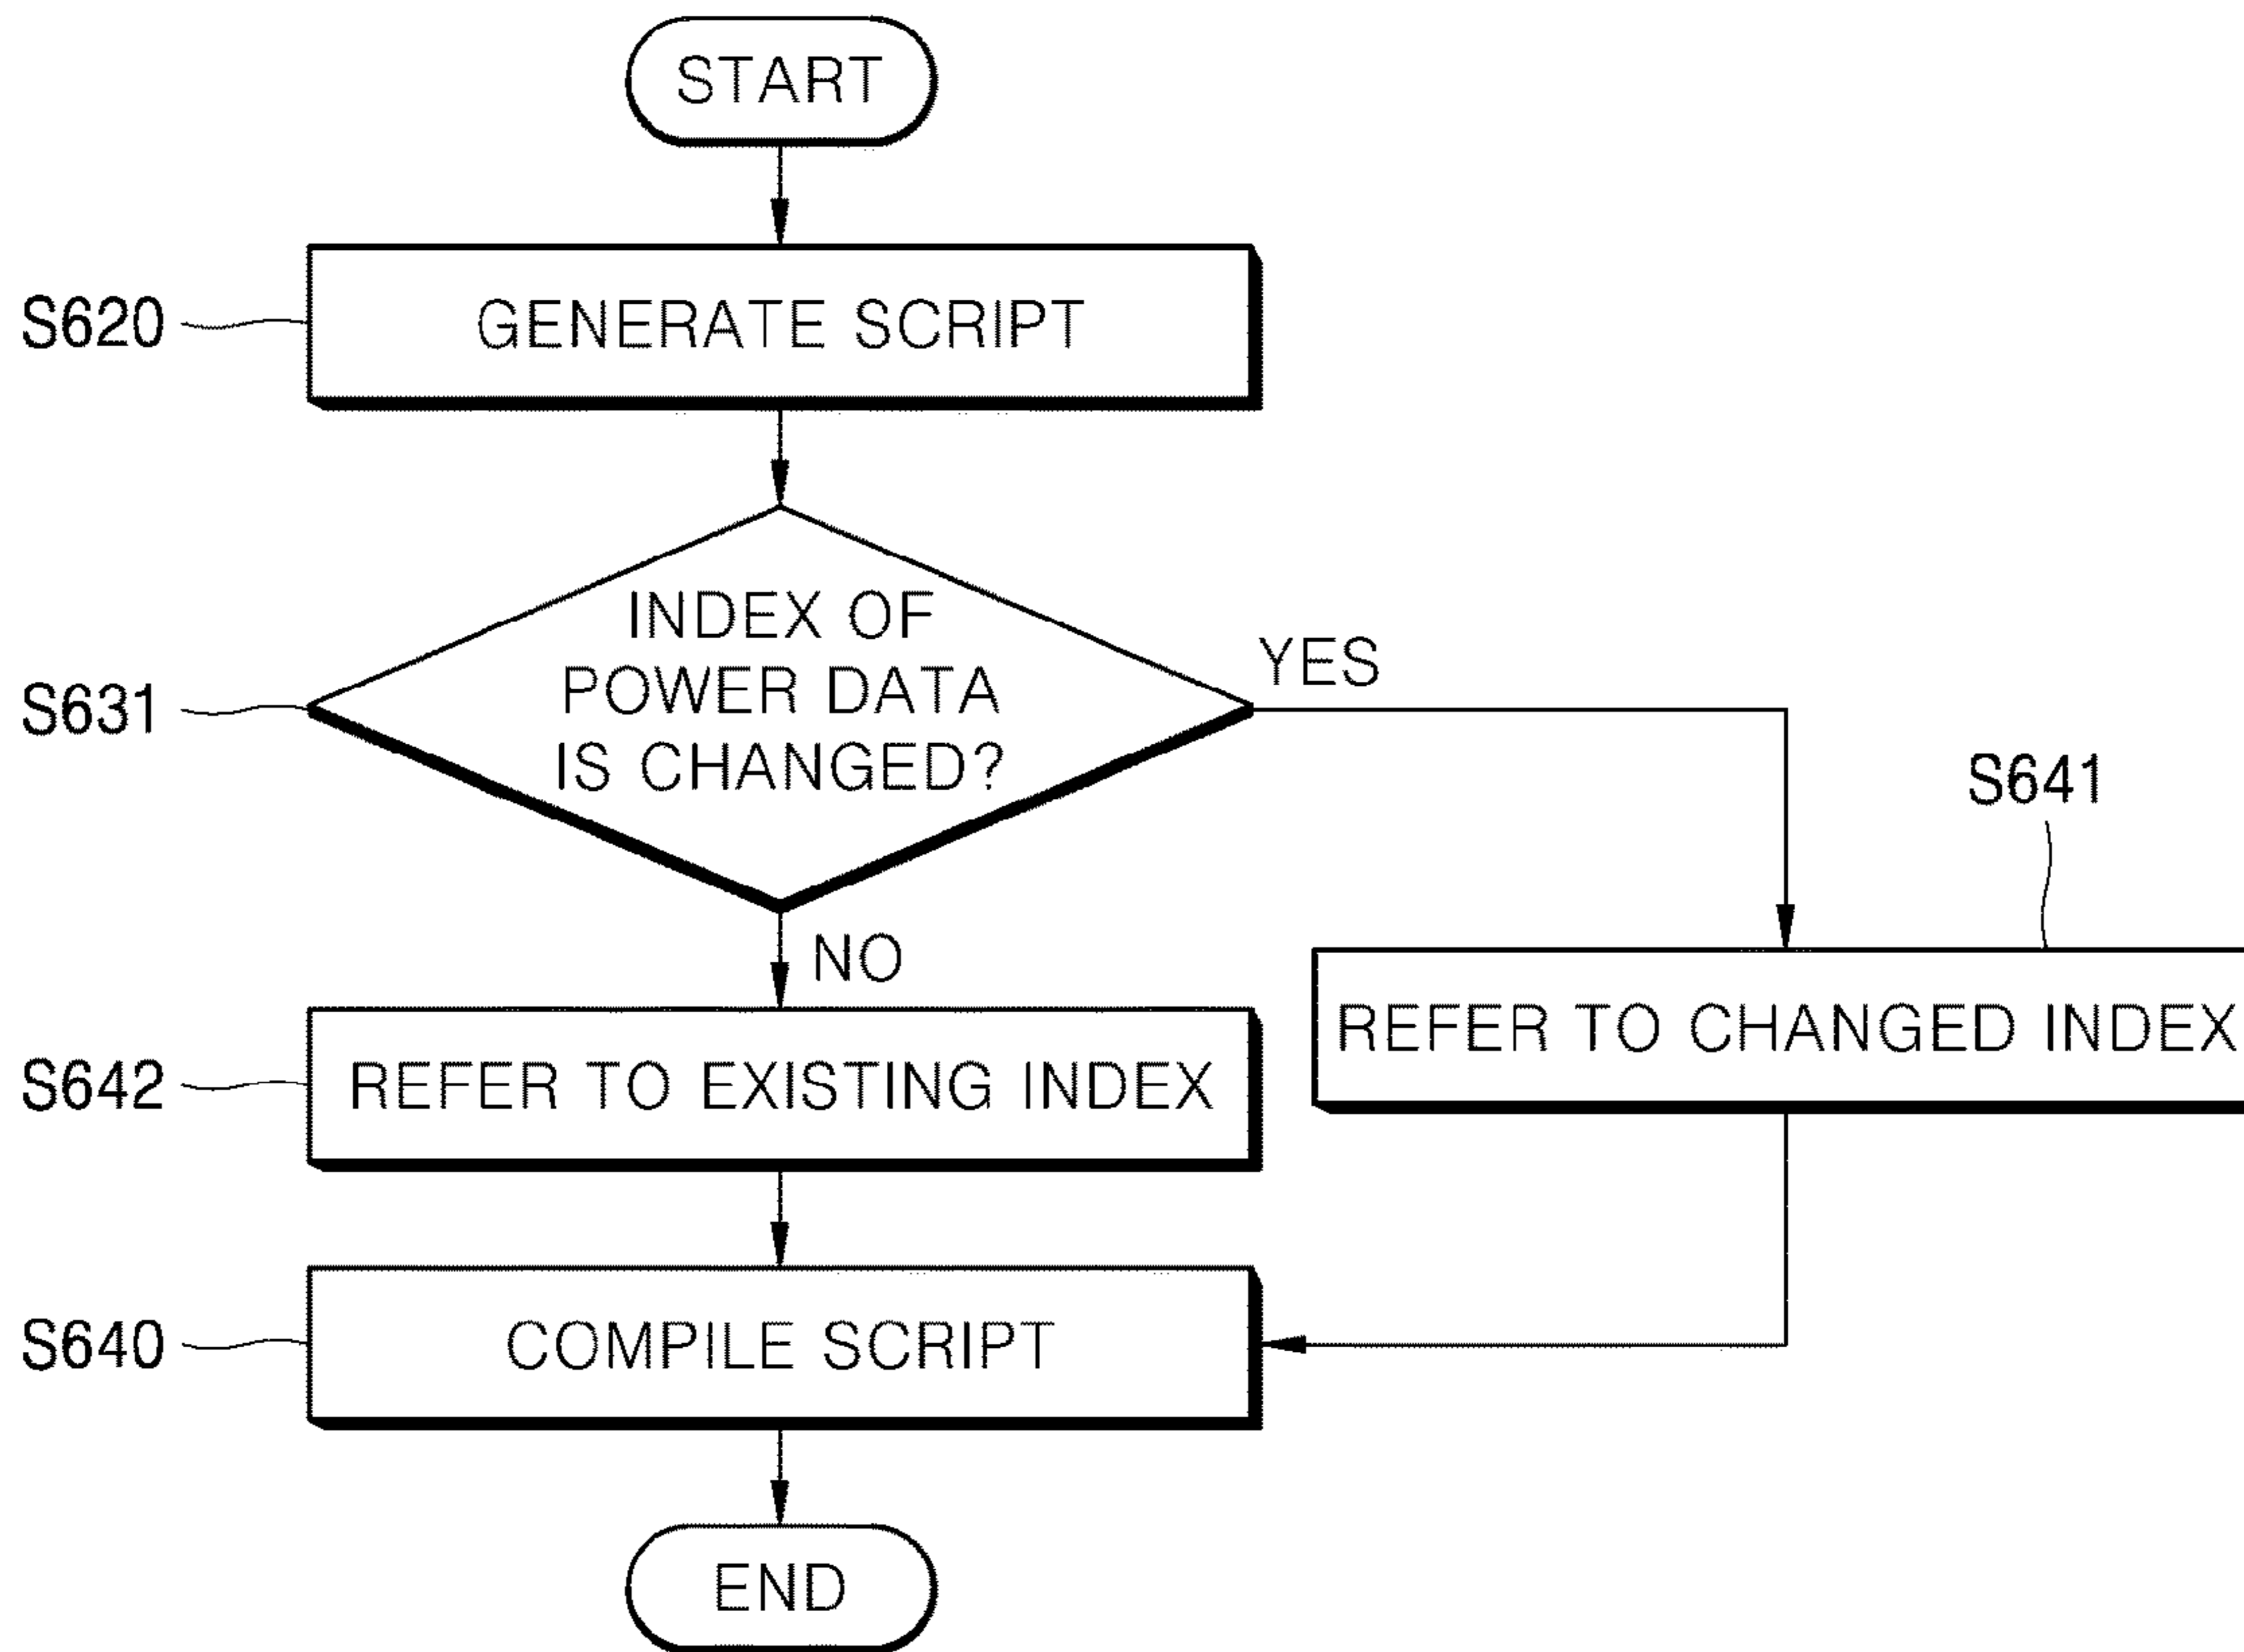 START
S620
GENERATE SCRIPT
S631
INDEX OF
POWER DATA
IS CHANGED?
YES
S641
NO
REFER TO CHANGED INDEX
S642
REFER TO EXISTING INDEX
S640
COMPILE SCRIPT
END